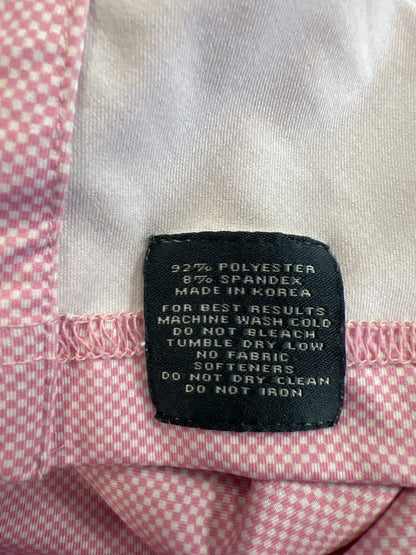 92% POLYESTER
8% SPANDEX
MADE IN KOREA
FOR BEST RESULTS
MACHINE WASH COLD
DO NOT BLEACH
TUMBLE DRY LOW
NO FABRIC
SOFTENERS
DO NOT DRY CLEAN
DO NOT IRON